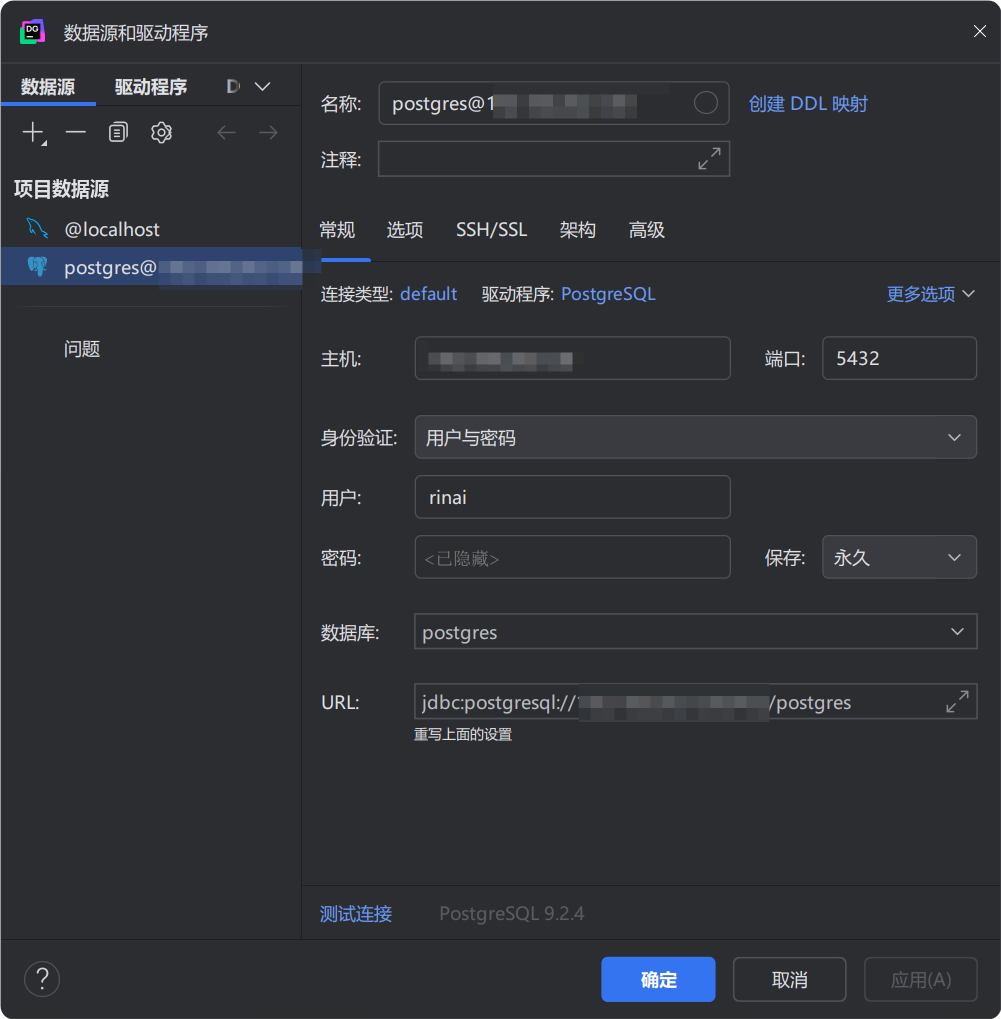 DG 数据源和驱动程序
数据源 驱动程序 D
项目数据源
@localhost
postgres@
问题
名称: postgres@1 创建 DDL 映射
注释:
常规 选项 SSH/SSL 架构 高级
连接类型: default 驱动程序: PostgreSQL 更多选项
主机: 端口: 5432
身份验证: 用户与密码
用户: rinai
密码: <已隐藏> 保存: 永久
数据库: postgres
URL: jdbc:postgresql:// /postgres
重写上面的设置
测试连接 PostgreSQL 9.2.4
? 确定 取消 应用(A)